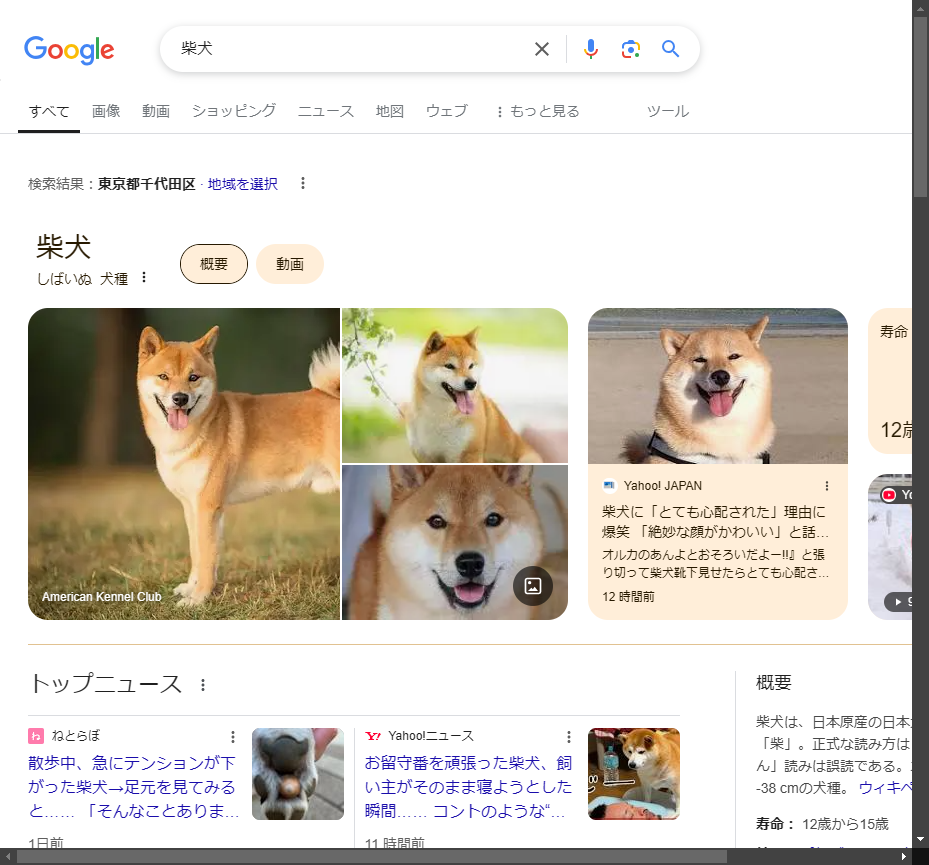 Google
柴犬
すべて 画像 動画 ショッピング ニュース 地図 ウェブ もっと見る ツール
検索結果：東京都千代田区 · 地域を選択
柴犬
しばいぬ 犬種
概要 動画
American Kennel Club
Yahoo! JAPAN
柴犬に「とても心配された」理由に
爆笑 「絶妙な顔がかわいい」と話…
オルカのあんよとおそろいだよー!!』と張
り切って柴犬靴下見せたらとても心配さ…
12 時間前
寿命
12歳
トップニュース
ねとらぼ
散歩中、急にテンションが下
がった柴犬→足元を見てみる
と…… 「そんなことありま…
1日前
Yahoo!ニュース
お留守番を頑張った柴犬、飼
い主がそのまま寝ようとした
瞬間…… コントのような“…
11 時間前
概要
柴犬は、日本原産の日本
「柴」。正式な読み方は
ん」読みは誤読である。
-38 cmの犬種。 ウィキペ
寿命： 12歳から15歳